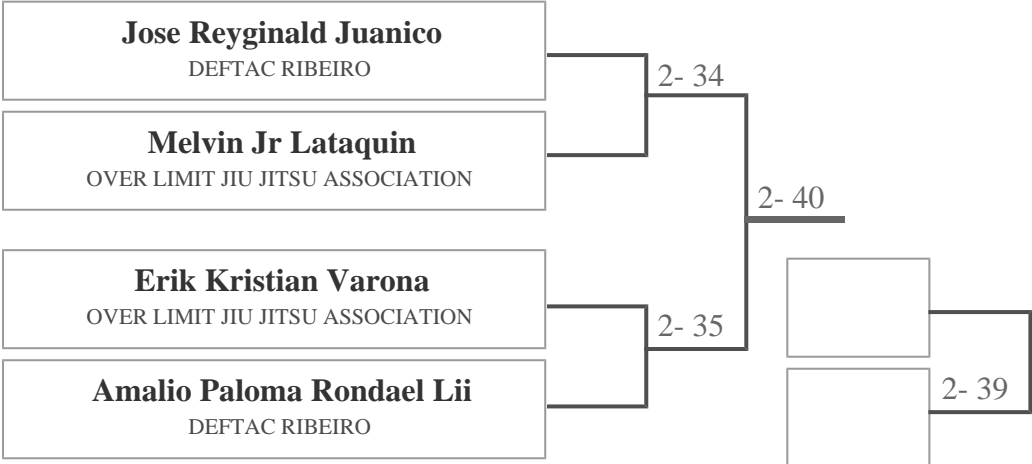 Jose Reyginald Juanico
DEFTAC RIBEIRO
2- 34
Melvin Jr Lataquin
OVER LIMIT JIU JITSU ASSOCIATION
2- 40
Erik Kristian Varona
OVER LIMIT JIU JITSU ASSOCIATION
2- 35
Amalio Paloma Rondael Lii
DEFTAC RIBEIRO
2- 39